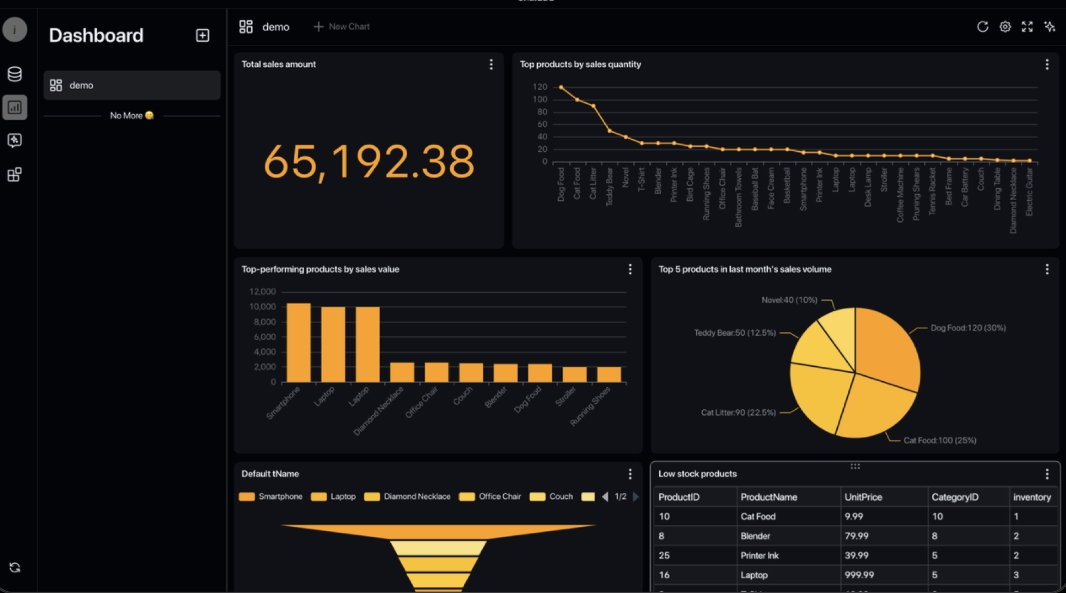 Dashboard
demo
No More
demo
New Chart
Total sales amount
65,192.38
Top products by sales quantity
120
100
80
60
40
20
0
Dog Food
Cat Food
Cat Litter
Teddy Bear
Novel
T-Shirt
Blender
Printer Ink
Bird Cage
Running Shoes
Office Chair
Bathroom Towels
Baseball Bat
Face Cream
Basketball
Smartphone
Printer Ink
Laptop
Laptop
Desk Lamp
Stroller
Coffee Machine
Pruning Shears
Tennis Racket
Bed Frame
Car Battery
Couch
Dining Table
Diamond Necklace
Electric Guitar
Top-performing products by sales value
12,000
10,000
8,000
6,000
4,000
2,000
0
Smartphone
Laptop
Laptop
Diamond Necklace
Office Chair
Couch
Blender
Dog Food
Stroller
Running Shoes
Top 5 products in last month's sales volume
Novel:40 (10%)
Dog Food:120 (30%)
Teddy Bear:50 (12.5%)
Cat Litter:90 (22.5%)
Cat Food:100 (25%)
Default tName
Smartphone Laptop Diamond Necklace Office Chair Couch 1/2
Low stock products
ProductID ProductName UnitPrice CategoryID inventory
10 Cat Food 9.99 10 1
8 Blender 79.99 8 2
25 Printer Ink 39.99 5 2
16 Laptop 999.99 5 3